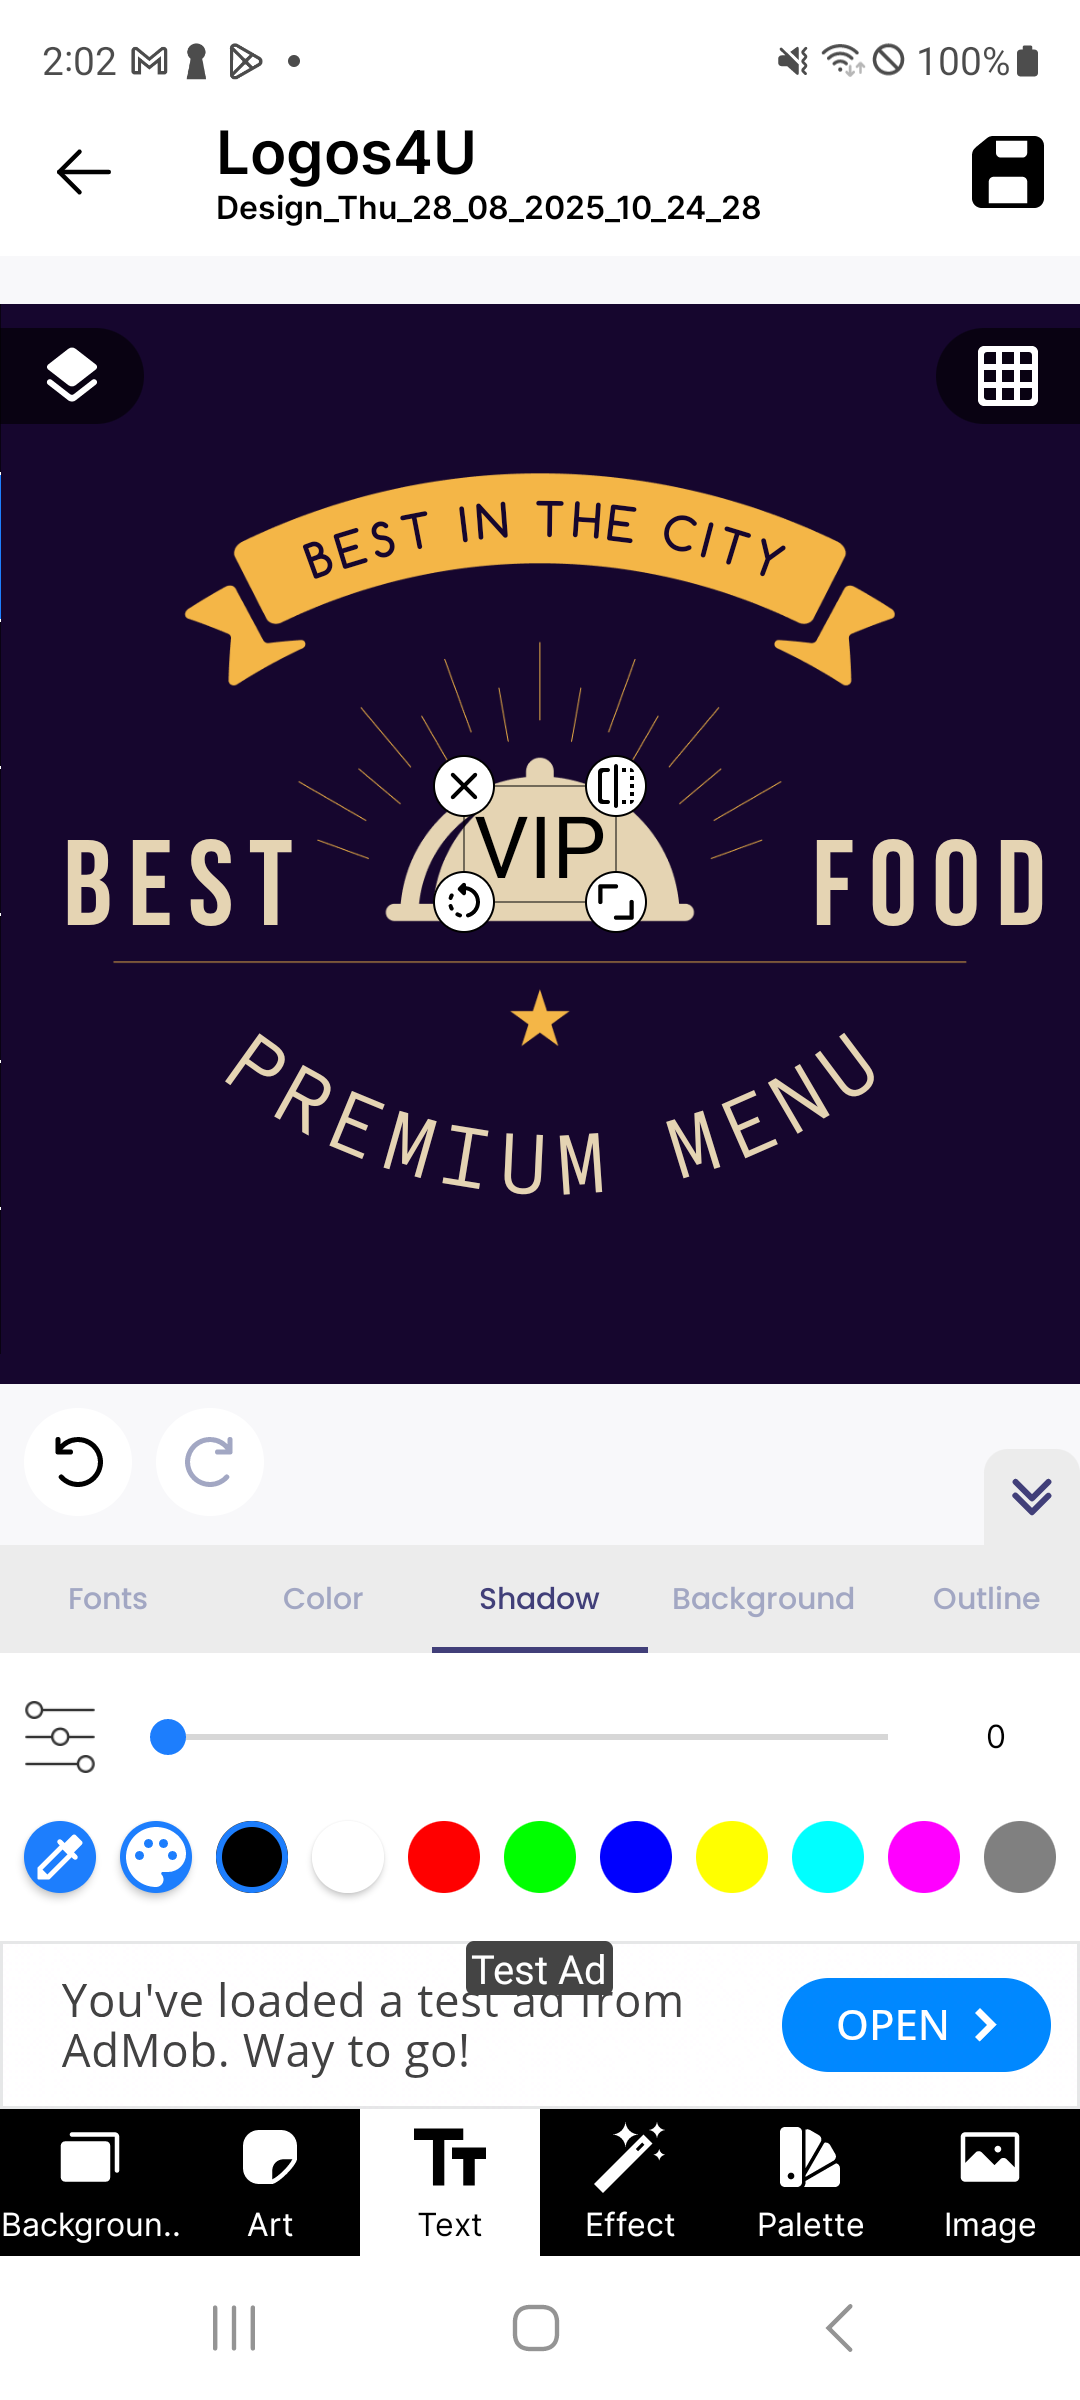 2:02
100%
Logos4U
Design_Thu_28_08_2025_10_24_28
BEST IN THE CITY
VIP
BEST
FOOD
PREMIUM MENU
Fonts
Color
Shadow
Background
Outline
0
Test Ad
You've loaded a test ad from
AdMob. Way to go!
OPEN
Backgroun..
Art
Text
Effect
Palette
Image